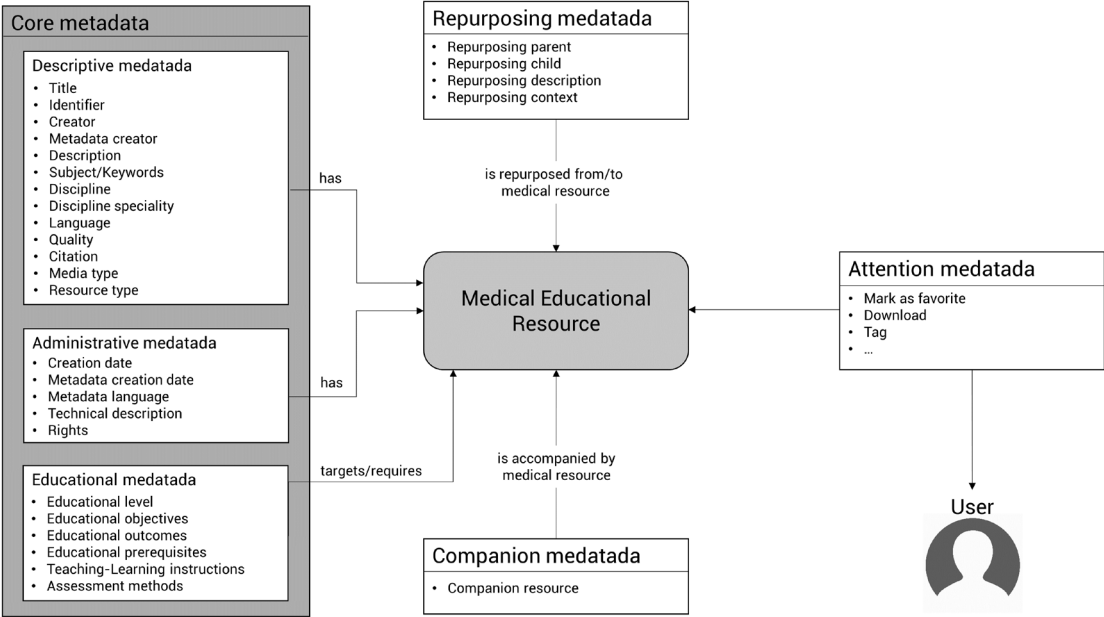 Core metadata
Descriptive medatada
• Title
• Identifier
• Creator
• Metadata creator
• Description
• Subject/Keywords
• Discipline
• Discipline speciality
• Language
• Quality
• Citation
• Media type
• Resource type
Administrative medatada
• Creation date
• Metadata creation date
• Metadata language
• Technical description
• Rights
Educational medatada
• Educational level
• Educational objectives
• Educational outcomes
• Educational prerequisites
• Teaching-Learning instructions
• Assessment methods
has
has
targets/requires
Repurposing medatada
• Repurposing parent
• Repurposing child
• Repurposing description
• Repurposing context
is repurposed from/to
medical resource
Medical Educational
Resource
is accompanied by
medical resource
Companion medatada
• Companion resource
Attention medatada
• Mark as favorite
• Download
• Tag
• ...
User